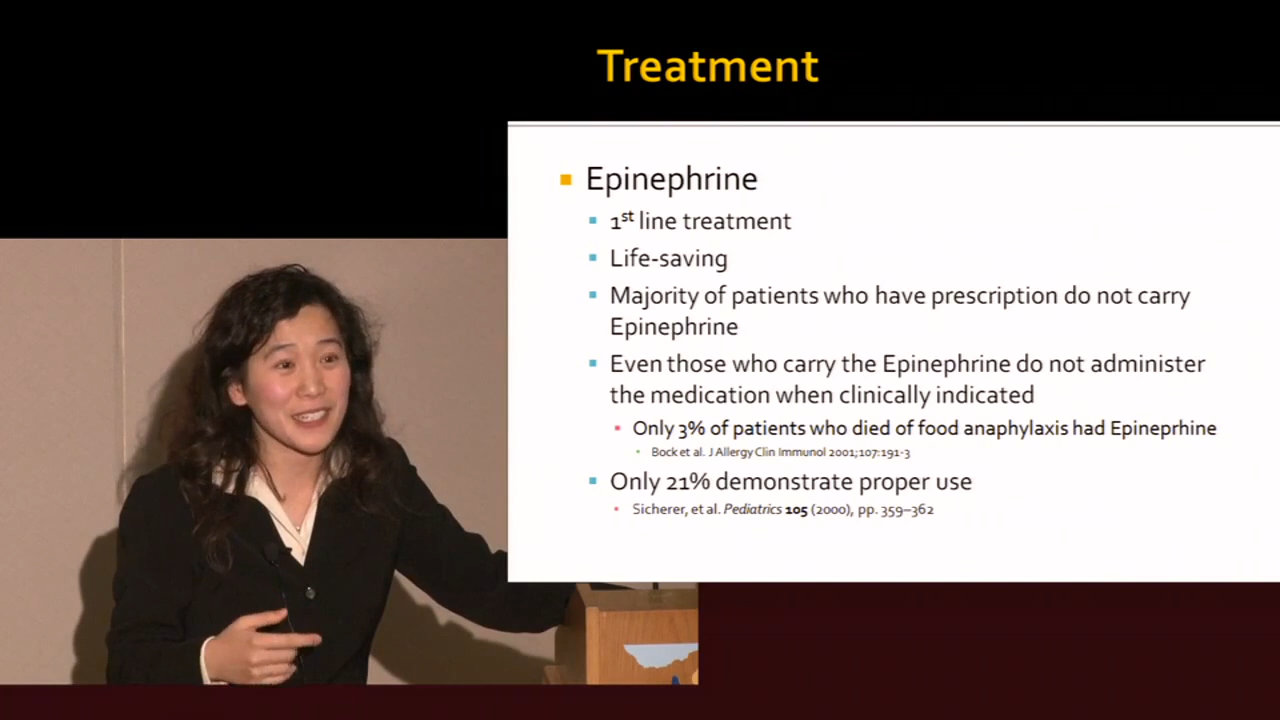 Treatment
Epinephrine
1st line treatment
Life-saving
Majority of patients who have prescription do not carry
Epinephrine
Even those who carry the Epinephrine do not administer
the medication when clinically indicated
Only 3% of patients who died of food anaphylaxis had Epineprhine
Bock et al. J Allergy Clin Immunol 2001;107:191-3
Only 21% demonstrate proper use
Sicherer, et al. Pediatrics 105 (2000), pp. 359–362